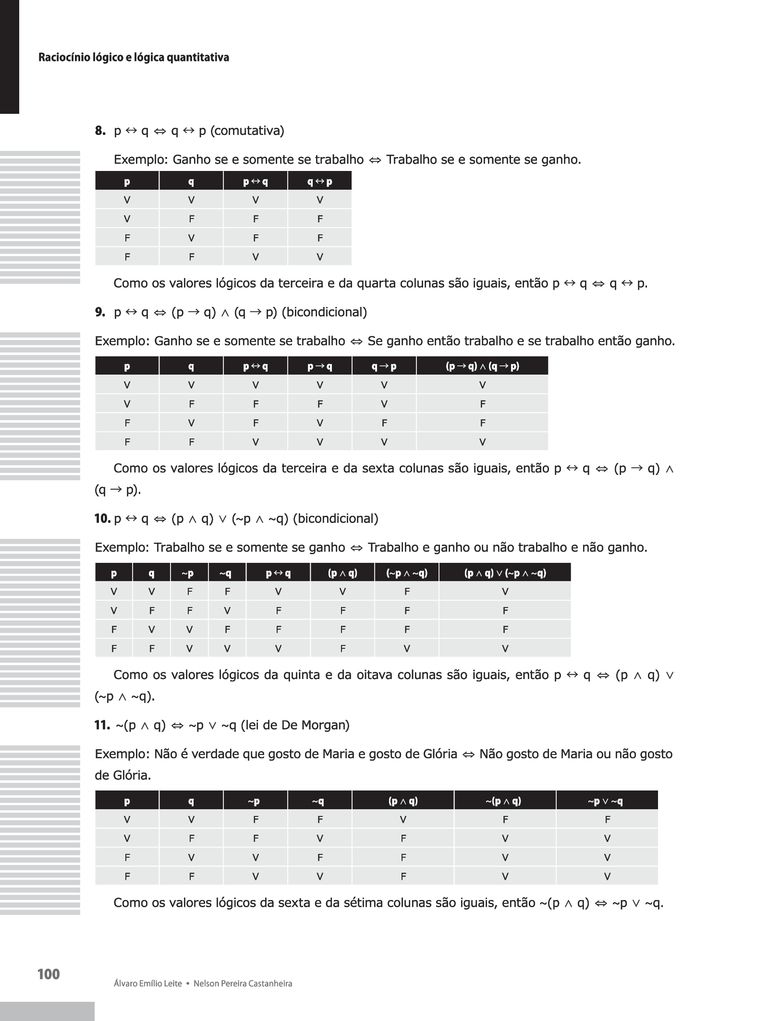 Raciocínio lógico e lógica quantitativa
8. p ↔ q ⇔ q ↔ p (comutativa)
Exemplo: Ganho se e somente se trabalho ⇔ Trabalho se e somente se ganho.
p q p ↔ q q ↔ p
V V V V
V F F F
F V F F
F F V V
Como os valores lógicos da terceira e da quarta colunas são iguais, então p ↔ q ⇔ q ↔ p.
9. p ↔ q ⇔ (p → q) ∧ (q → p) (bicondicional)
Exemplo: Ganho se e somente se trabalho ⇔ Se ganho então trabalho e se trabalho então ganho.
p q p ↔ q p → q q → p (p → q) ∧ (q → p)
V V V V V V
V F F F V F
F V F V F F
F F V V V V
Como os valores lógicos da terceira e da sexta colunas são iguais, então p ↔ q ⇔ (p → q) ∧
(q → p).
10. p ↔ q ⇔ (p ∧ q) ∨ (~p ∧ ~q) (bicondicional)
Exemplo: Trabalho se e somente se ganho ⇔ Trabalho e ganho ou não trabalho e não ganho.
p q ~p ~q p ↔ q (p ∧ q) (~p ∧ ~q) (p ∧ q) ∨ (~p ∧ ~q)
V V F F V V F V
V F F V F F F F
F V V F F F F F
F F V V V F V V
Como os valores lógicos da quinta e da oitava colunas são iguais, então p ↔ q ⇔ (p ∧ q) ∨
(~p ∧ ~q).
11. ~(p ∧ q) ⇔ ~p ∨ ~q (lei de De Morgan)
Exemplo: Não é verdade que gosto de Maria e gosto de Glória ⇔ Não gosto de Maria ou não gosto
de Glória.
p q ~p ~q (p ∧ q) ~(p ∧ q) ~p ∨ ~q
V V F F V F F
V F F V F V V
F V V F F V V
F F V V F V V
Como os valores lógicos da sexta e da sétima colunas são iguais, então ~(p ∧ q) ⇔ ~p ∨ ~q.
100
Álvaro Emílio Leite • Nelson Pereira Castanheira